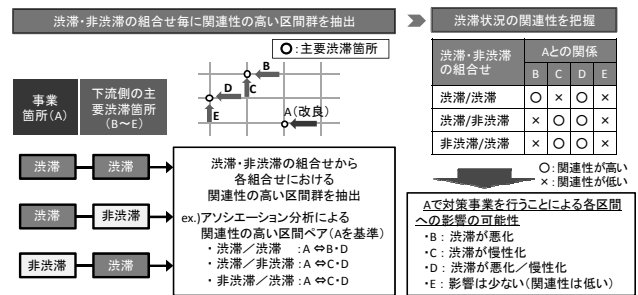 渋滞・非渋滞の組合せ毎に関連性の高い区間群を抽出
渋滞状況の関連性を把握
○:主要渋滞箇所
B
D
C
E
A(改良)
事業
箇所(A)
下流側の主
要渋滞箇所
(B~E)
渋滞・非渋滞
の組合せ
Aとの関係
B C D E
渋滞/渋滞 ○ × ○ ×
渋滞/非渋滞 × ○ ○ ×
非渋滞/渋滞 × ○ ○ ×
○:関連性が高い
×:関連性が低い
渋滞 渋滞
渋滞 非渋滞
非渋滞 渋滞
渋滞・非渋滞の組合せから
各組合せにおける
関連性の高い区間群を抽出
ex.)アソシエーション分析による
関連性の高い区間ペア(Aを基準)
・渋滞/渋滞 :A⇔B・D
・渋滞/非渋滞:A⇔C・D
・非渋滞/渋滞:A⇔C・D
Aで対策事業を行うことによる各区間
への影響の可能性
・B:渋滞が悪化
・C:渋滞が慢性化
・D:渋滞が悪化/慢性化
・E:影響は少ない(関連性は低い)